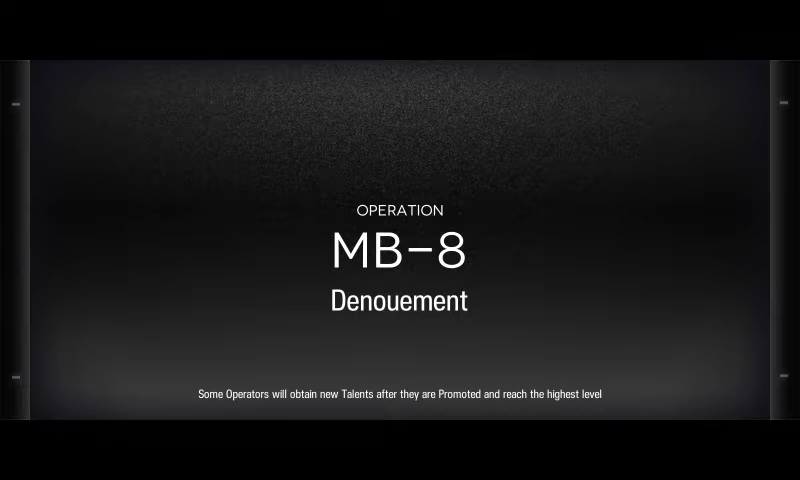 OPERATION
MB-8
Denouement
Some Operators will obtain new Talents after they are Promoted and reach the highest level